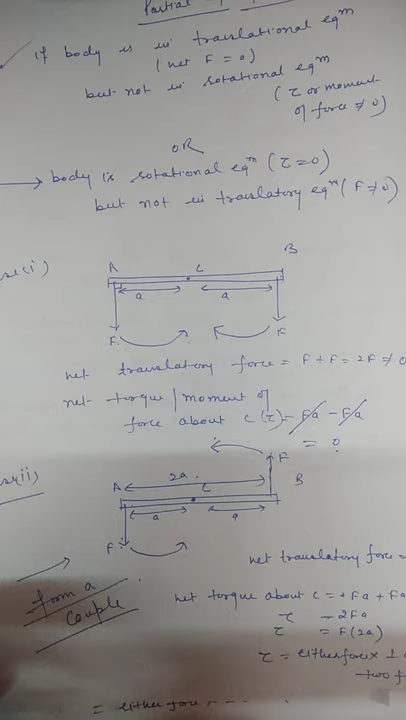 Partial
if body is in translational eqm
(net F = 0)
but not in rotational eqm
(τ or moment
of force ≠ 0)
OR
→ body is rotational eqm (τ=0)
but not in translatory eqm (F≠0)
A C B
a a
F F
net translatory force = F + F = 2F ≠ 0
net torque | moment of
force about C (τ) = Fa - Fa
= 0
F
2a
A C B
a a
F
net translatory force =
form a
couple
net torque about C = + Fa + Fa
τ = 2Fa
τ = F(2a)
τ = either force x ⊥
two f
= either force